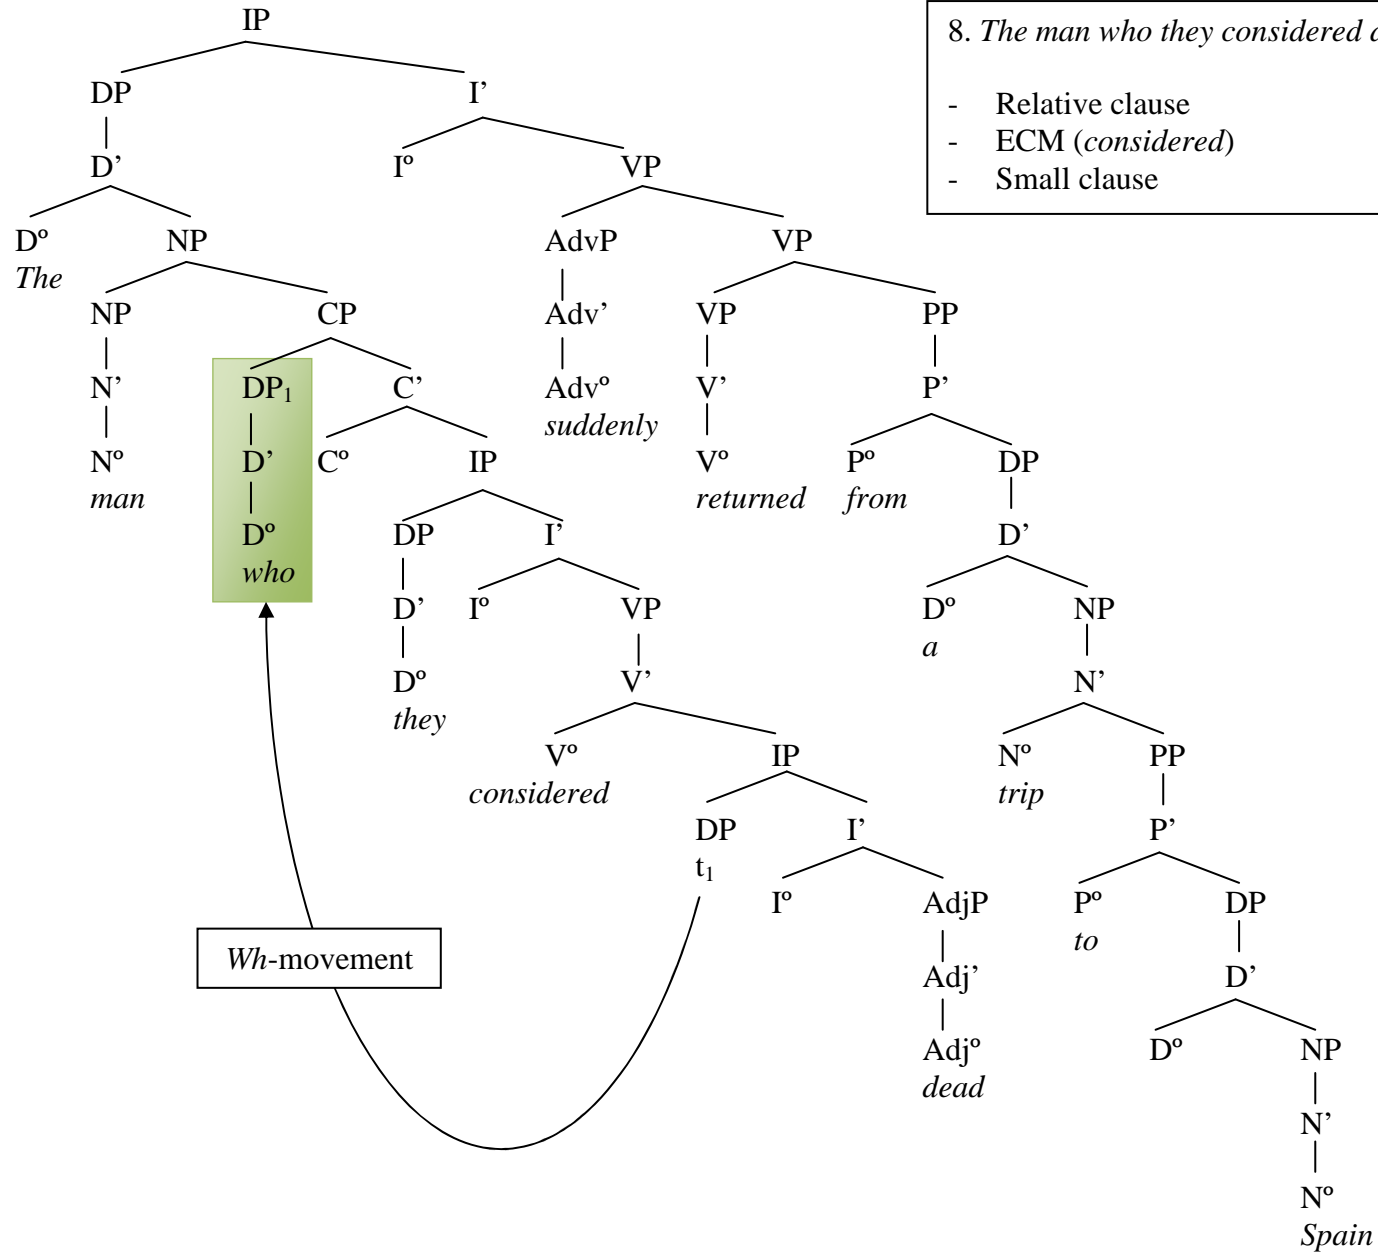 IP
8. The man who they considered
- Relative clause
- ECM (considered)
- Small clause
DP I’
D’ Iº VP
Dº NP AdvP VP
The
NP CP Adv’ VP PP
N’ DP₁ C’ Advº V’ P’
suddenly
Nº D’ Cº IP Vº Pº DP
man returned from
Dº DP I’ D’
who
D’ Iº VP Dº NP
a
Dº V’ N’
they
Vº IP Nº PP
considered trip
DP I’ P’
t₁
Iº AdjP Pº DP
to
Wh-movement
Adj’ D’
Adjº Dº NP
dead
N’
Nº
Spain